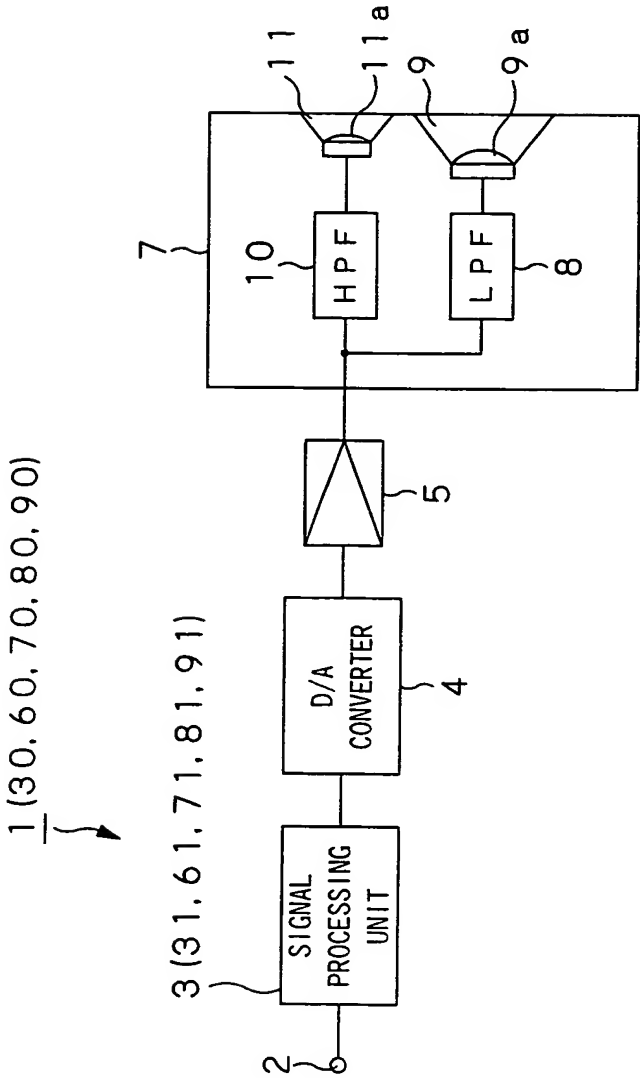 1 (30, 60, 70, 80, 90)
3 (31, 61, 71, 81, 91)
2
SIGNAL
PROCESSING
UNIT
D/A
CONVERTER
4
5
7
10
HPF
11
11a
LPF
8
9
9a